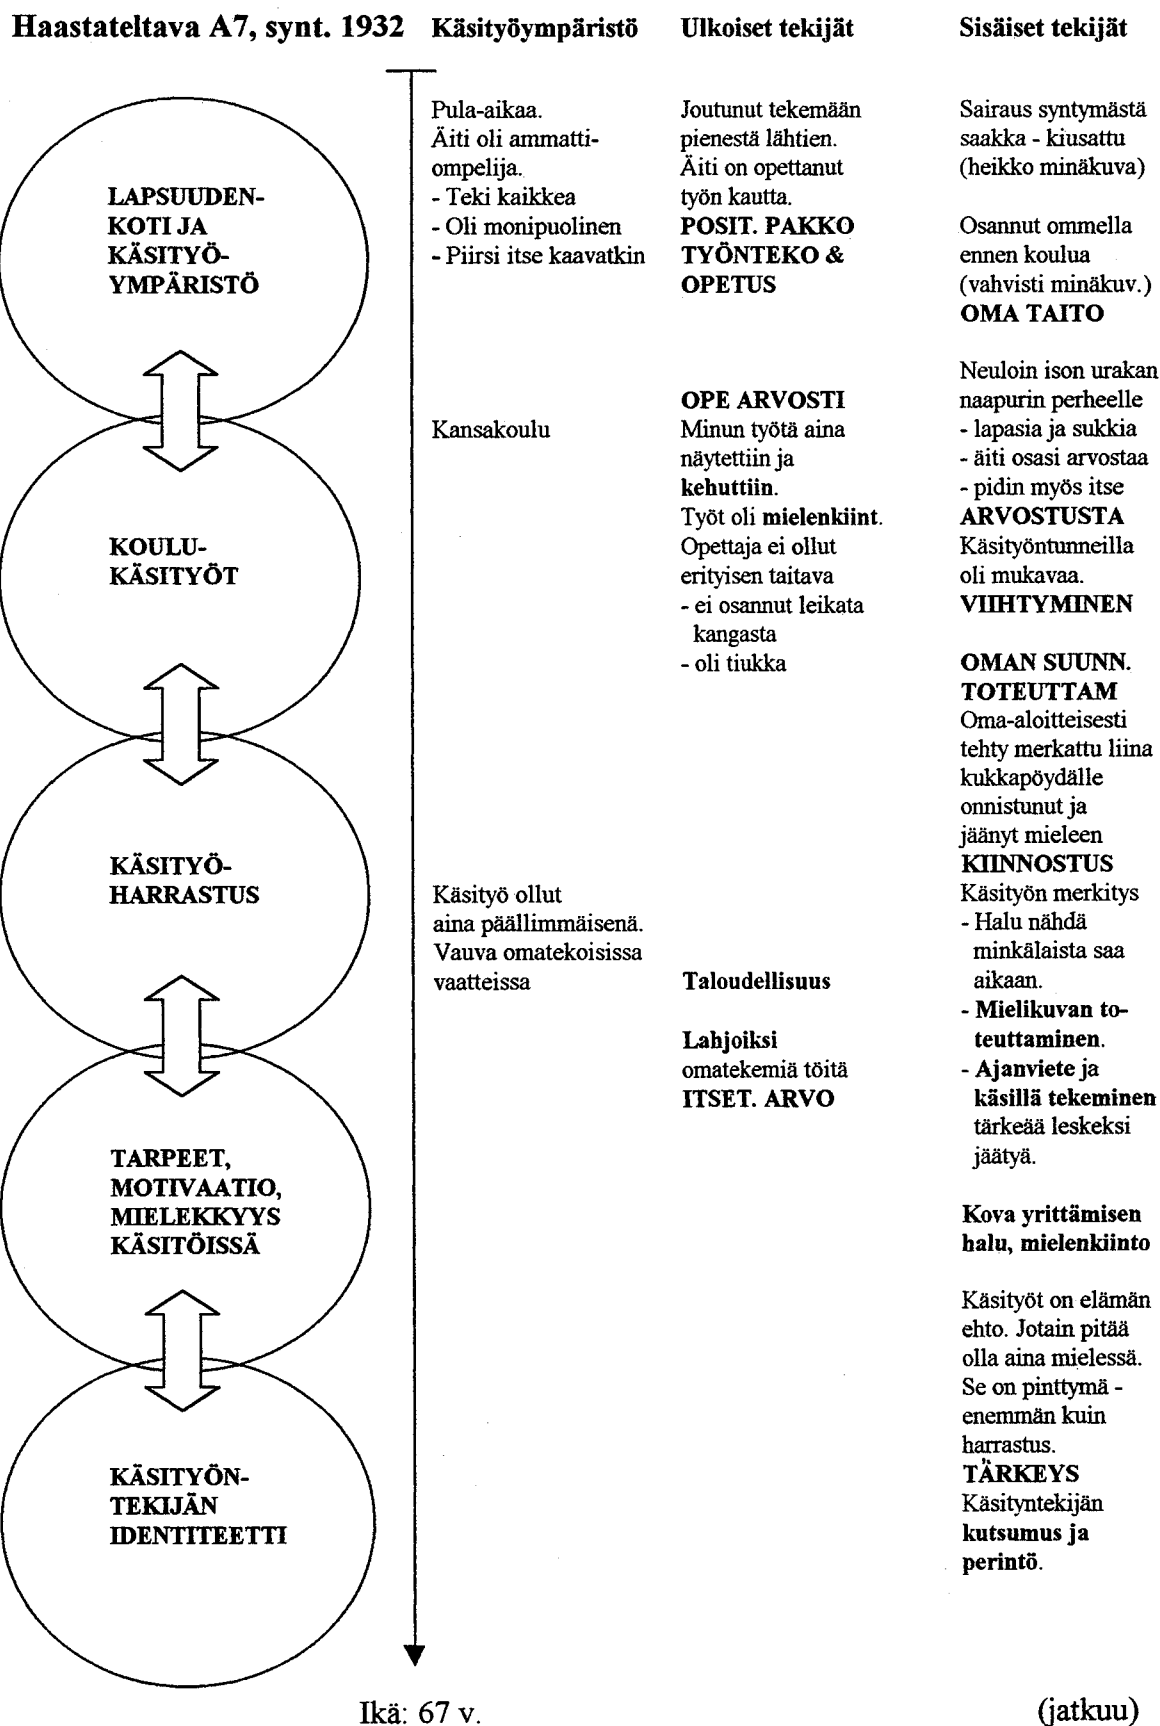 Haastateltava A7, synt. 1932
Käsityöympäristö
Ulkoiset tekijät
Sisäiset tekijät
LAPSUUDEN-
KOTI JA
KÄSITYÖ-
YMPÄRISTÖ
KOULU-
KÄSITYÖT
KÄSITYÖ-
HARRASTUS
TARPEET,
MOTIVAATIO,
MIELEKKYYS
KÄSITÖISSÄ
KÄSITYÖN-
TEKIJÄN
IDENTITEETTI
Pula-aikaa.
Äiti oli ammatti-
ompelija.
- Teki kaikkea
- Oli monipuolinen
- Piirsi itse kaavatkin
Kansakoulu
Käsityö ollut
aina päällimmäisenä.
Vauva omatekoisissa
vaatteissa
Joutunut tekemään
pienestä lähtien.
Äiti on opettanut
työn kautta.
POSIT. PAKKO
TYÖNTEKO &
OPETUS
OPE ARVOSTI
Minun työtä aina
näytettiin ja
kehuttiin.
Työt oli mielenkiint.
Opettaja ei ollut
erityisen taitava
- ei osannut leikata
kangasta
- oli tiukka
Taloudellisuus
Lahjoiksi
omatekemiä töitä
ITSET. ARVO
Sairaus syntymästä
saakka - kiusattu
(heikko minäkuva)
Osannut ommella
ennen koulua
(vahvisti minäkuv.)
OMA TAITO
Neuloin ison urakan
naapurin perheelle
- lapasia ja sukkia
- äiti osasi arvostaa
- pidin myös itse
ARVOSTUSTA
Käsityöntunneilla
oli mukavaa.
VIIHTYMINEN
OMAN SUUNN.
TOTEUTTAM
Oma-aloitteisesti
tehty merkattu liina
kukkapöydälle
onnistunut ja
jäänyt mieleen
KIINNOSTUS
Käsityön merkitys
- Halu nähdä
minkälaista saa
aikaan.
- Mielikuvan to-
teuttaminen.
- Ajanviete ja
käsillä tekeminen
tärkeää leskeksi
jäätyä.
Kova yrittämisen
halu, mielenkiinto
Käsityöt on elämän
ehto. Jotain pitää
olla aina mielessä.
Se on pinttymä -
enemmän kuin
harrastus.
TÄRKEYS
Käsityntekijän
kutsumus ja
perintö.
Ikä: 67 v.
(jatkuu)